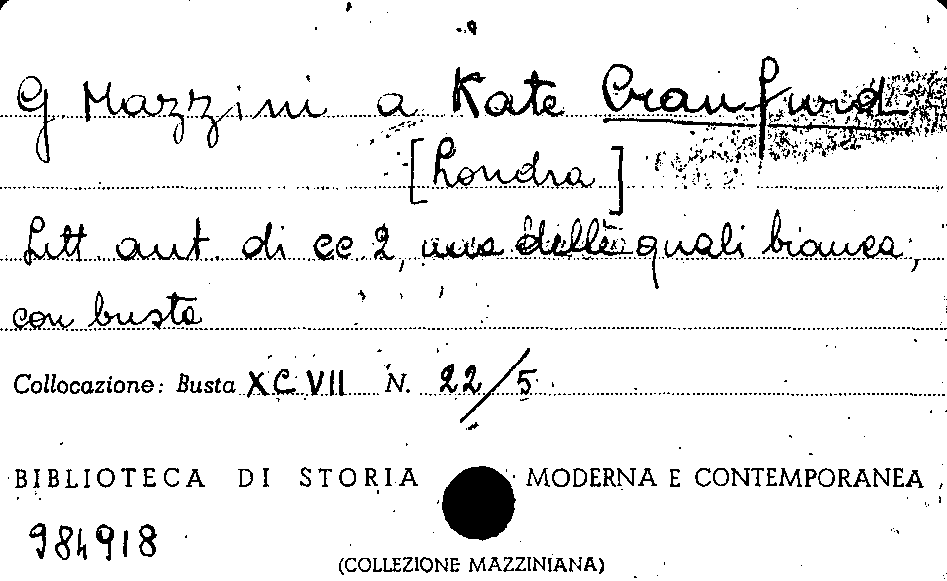 G. Mazzini a Kate Craufurd
[Londra]
Lett. aut. di cc 2, una delle quali bianca,
con busta
Collocazione: Busta XCVII N. 22/5
BIBLIOTECA DI STORIA MODERNA E CONTEMPORANEA
984918
(COLLEZIONE MAZZINIANA)